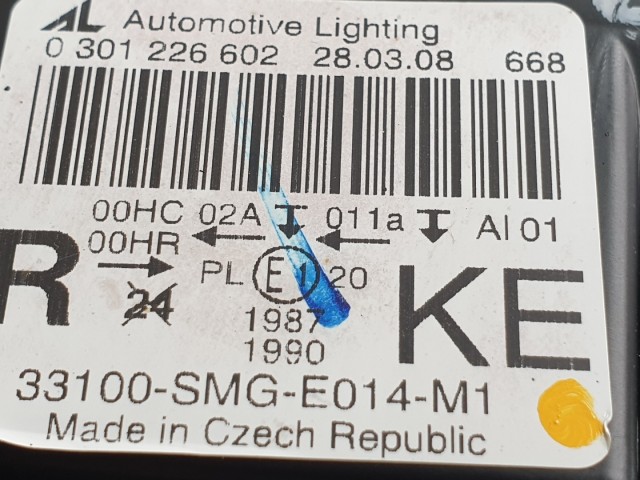 AL Automotive Lighting
0 301 226 602 28.03.08 668
00HC 02A 011a AI 01
00HR
R PL E1 20 KE
24
1987
1990
33100-SMG-E014-M1
Made in Czech Republic